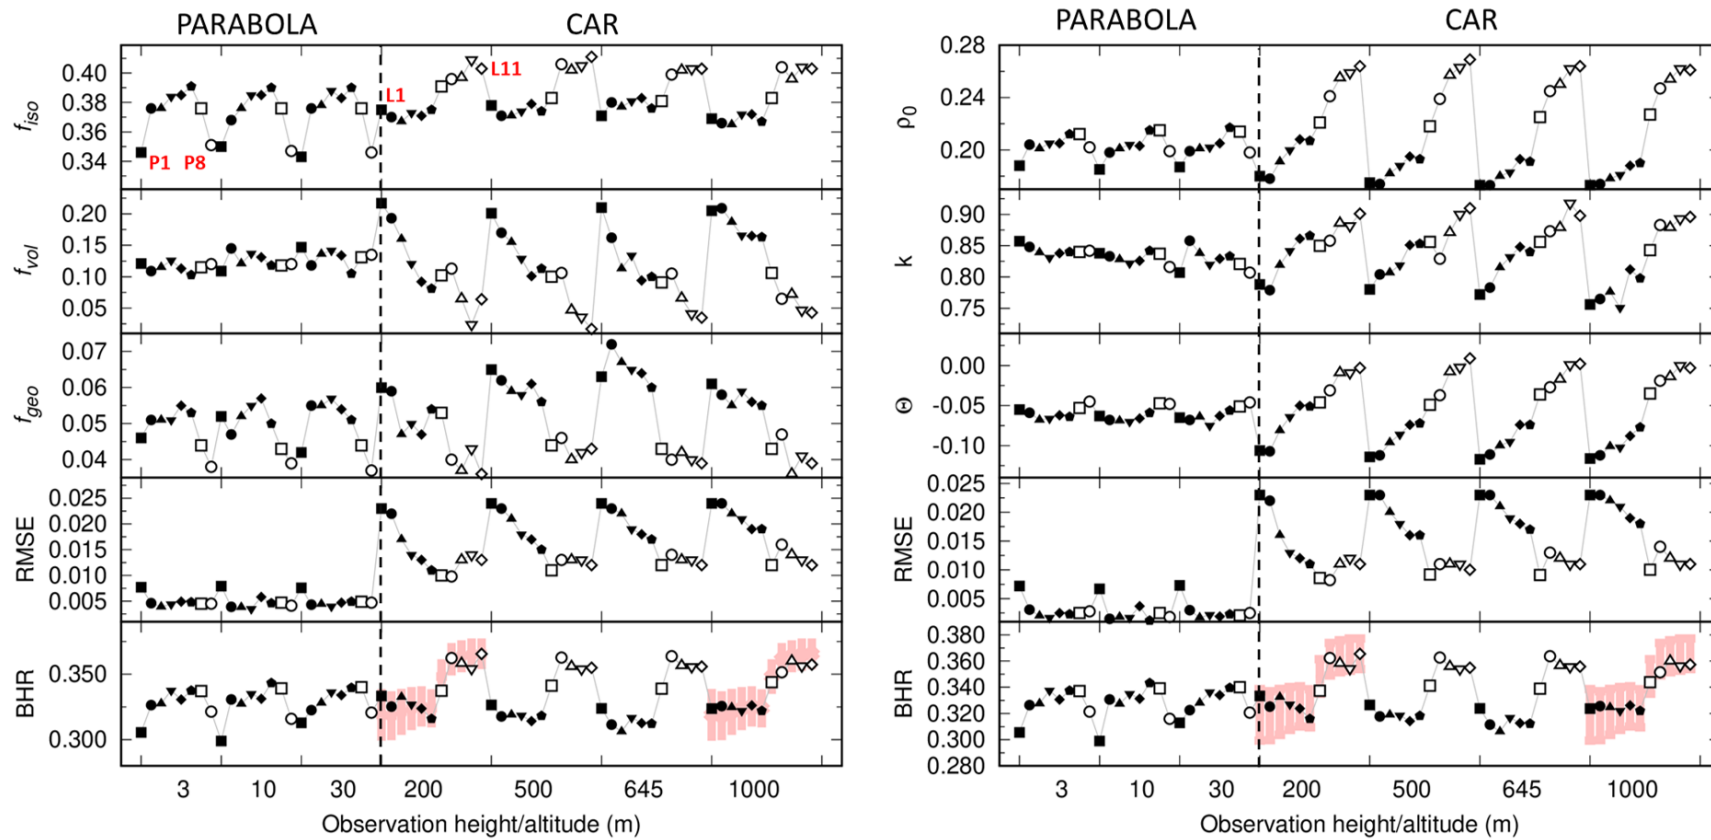 PARABOLA CAR
f_iso
0.40
0.38
0.36
0.34
P1 P8
L1
L11
f_vol
0.20
0.15
0.10
0.05
f_geo
0.07
0.06
0.05
0.04
RMSE
0.025
0.020
0.015
0.010
0.005
BHR
0.350
0.300
3 10 30 200 500 645 1000
Observation height/altitude (m)
PARABOLA CAR
ρ0
0.28
0.24
0.20
k
0.90
0.85
0.80
0.75
Θ
0.00
-0.05
-0.10
RMSE
0.025
0.020
0.015
0.010
0.005
BHR
0.380
0.360
0.340
0.320
0.300
0.280
3 10 30 200 500 645 1000
Observation height/altitude (m)